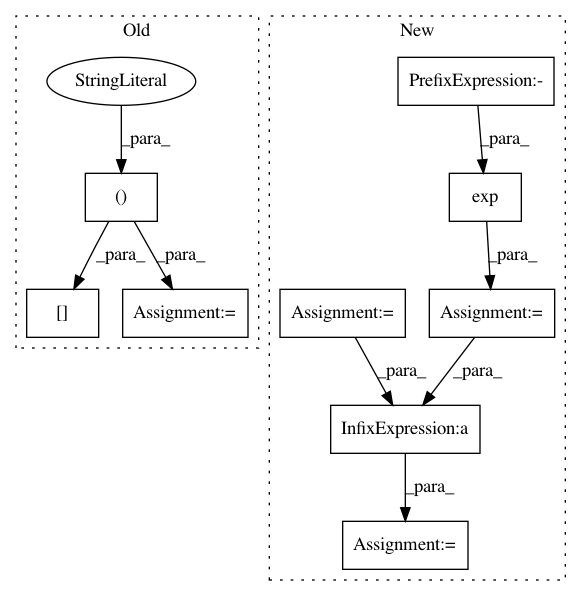 Old
New
StringLiteral
PrefixExpression:-
_para_
_para_
()
exp
_para_
_para_
_para_
[]
Assignment:=
Assignment:=
Assignment:=
_para_
_para_
InfixExpression:a
_para_
Assignment:=